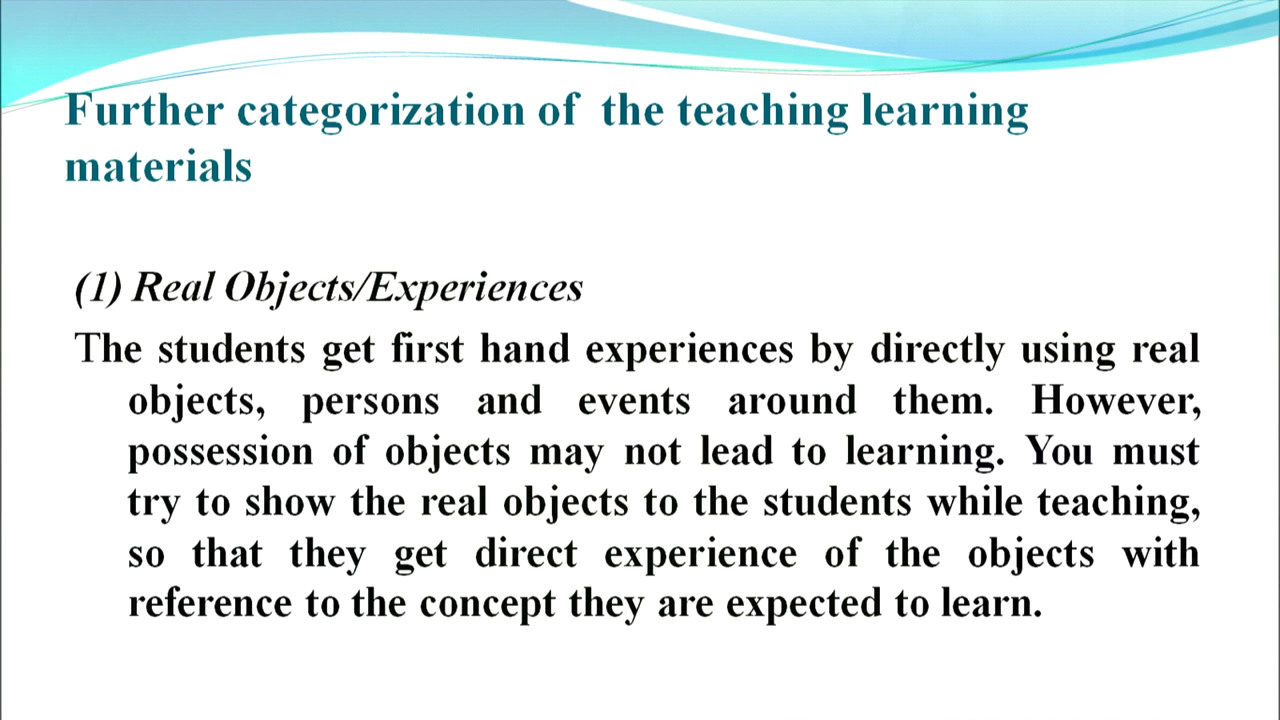 Further categorization of the teaching learning
materials
(1) Real Objects/Experiences
The students get first hand experiences by directly using real
objects, persons and events around them. However,
possession of objects may not lead to learning. You must
try to show the real objects to the students while teaching,
so that they get direct experience of the objects with
reference to the concept they are expected to learn.